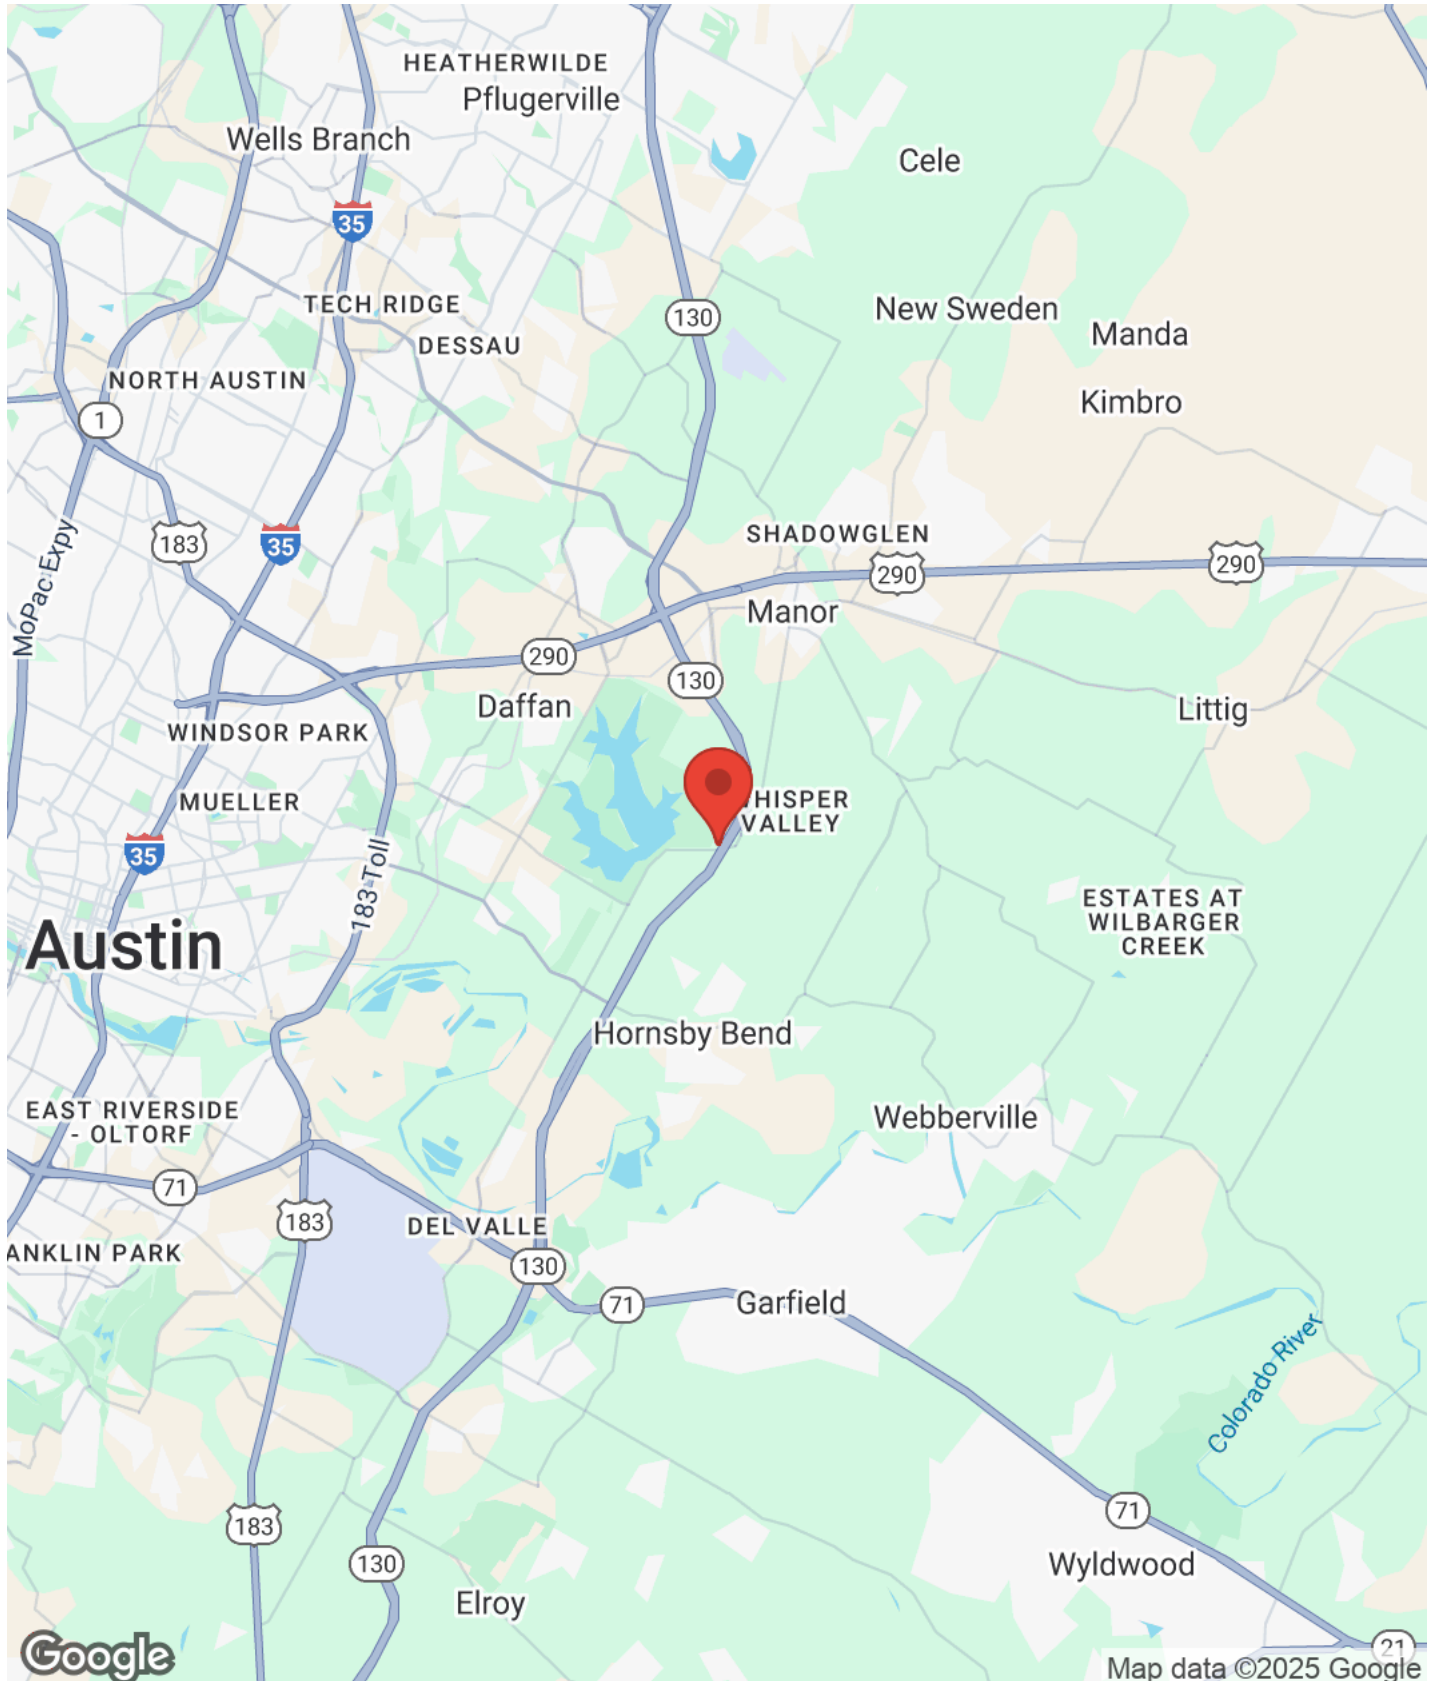 HEATHERWILDE
Pflugerville
Wells Branch
Cele
35
TECH RIDGE
130
New Sweden
DESSAU
Manda
NORTH AUSTIN
Kimbro
1
MoPac Expy
183
35
SHADOWGLEN
290
290
Manor
290
130
Daffan
Littig
WINDSOR PARK
MUELLER
HISPER
VALLEY
35
183 Toll
ESTATES AT
WILBARGER
CREEK
Austin
Hornsby Bend
EAST RIVERSIDE
- OLTORF
Webberville
71
183
DEL VALLE
ANKLIN PARK
130
71
Garfield
Colorado River
71
183
130
Wyldwood
Elroy
21
Google
Map data ©2025 Google